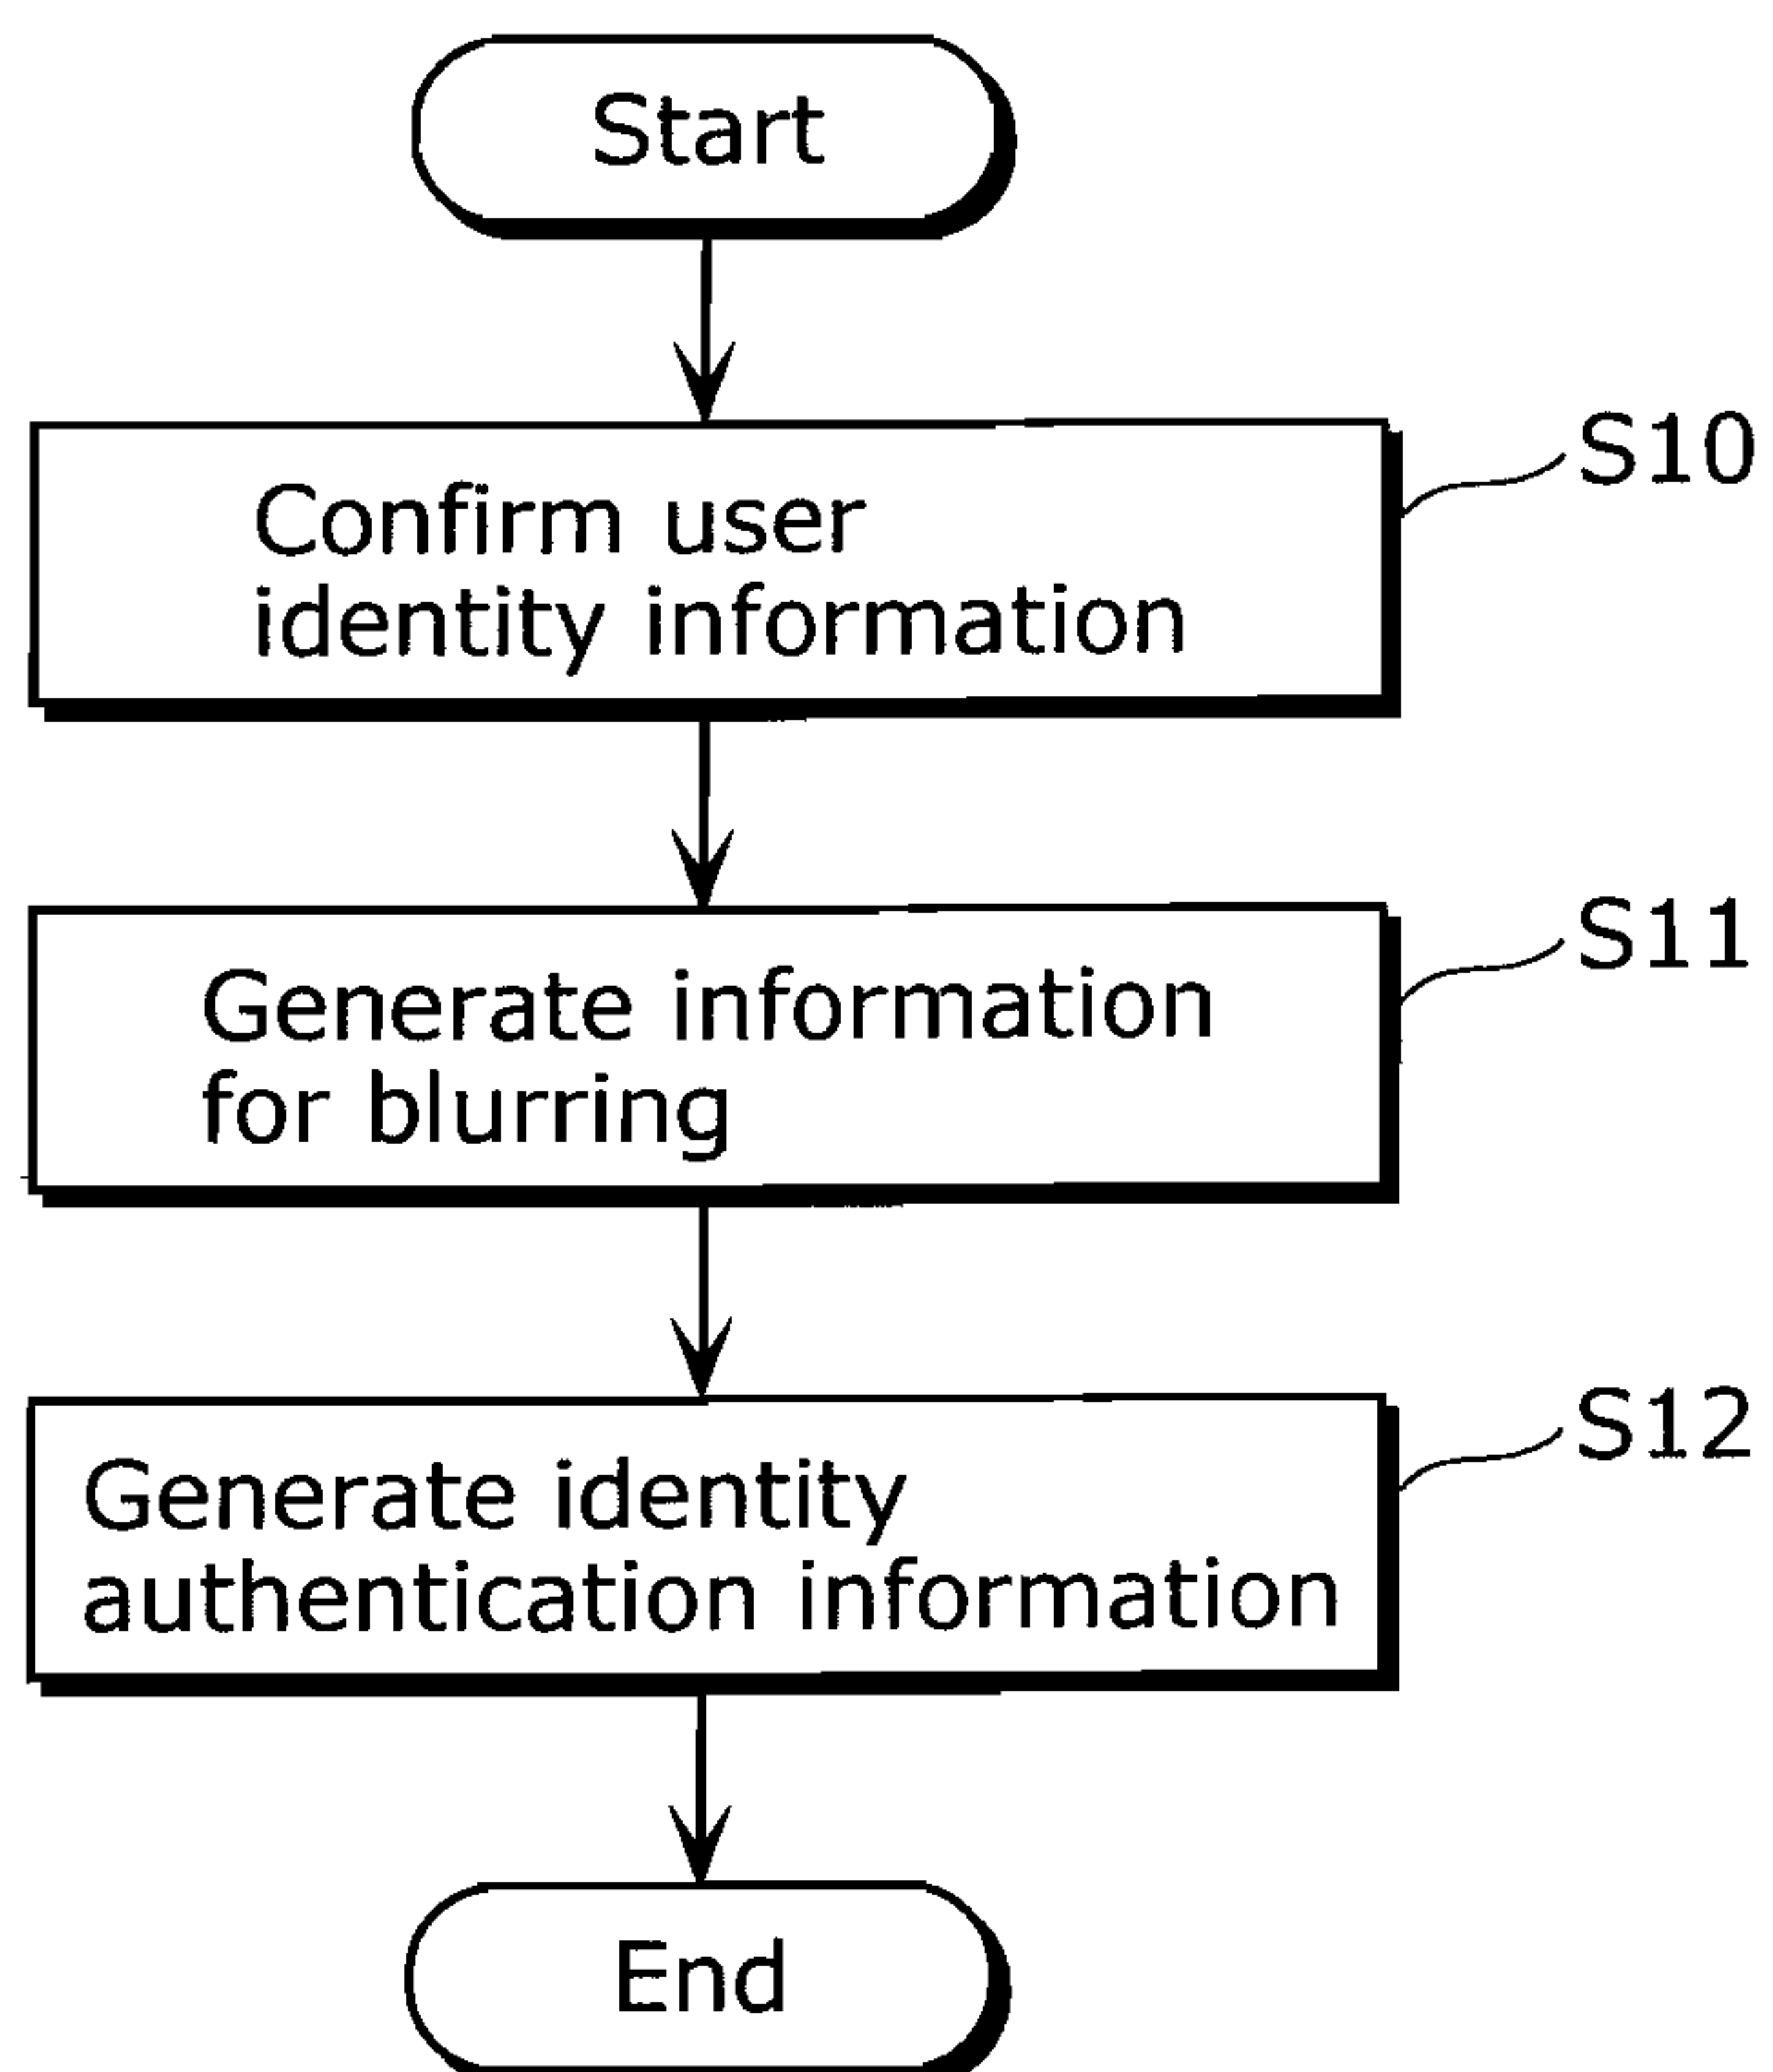 Start
S10
Confirm user
identity information
S11
Generate information
for blurring
S12
Generate identity
authentication information
End